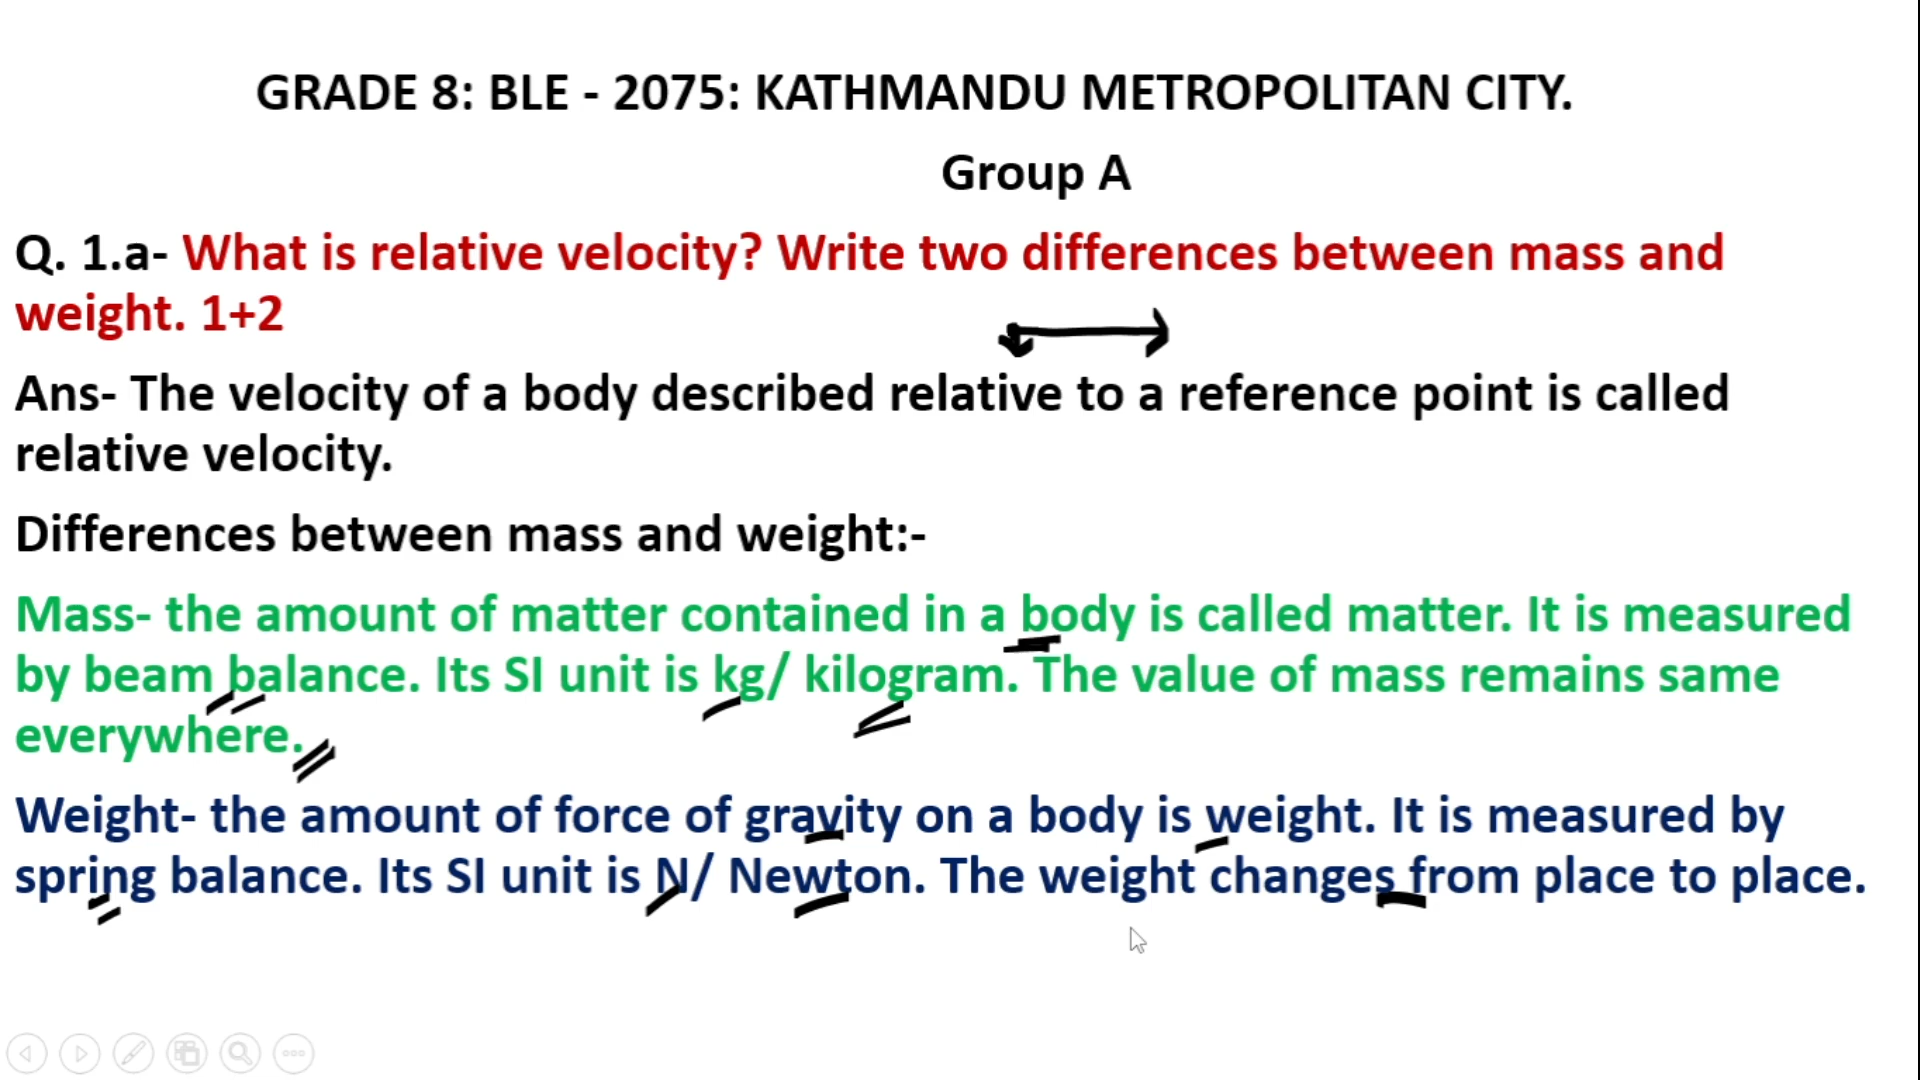 GRADE 8: BLE - 2075: KATHMANDU METROPOLITAN CITY.
Group A
Q. 1.a- What is relative velocity? Write two differences between mass and
weight. 1+2
Ans- The velocity of a body described relative to a reference point is called
relative velocity.
Differences between mass and weight:-
Mass- the amount of matter contained in a body is called matter. It is measured
by beam balance. Its SI unit is kg/ kilogram. The value of mass remains same
everywhere.
Weight- the amount of force of gravity on a body is weight. It is measured by
spring balance. Its SI unit is N/ Newton. The weight changes from place to place.